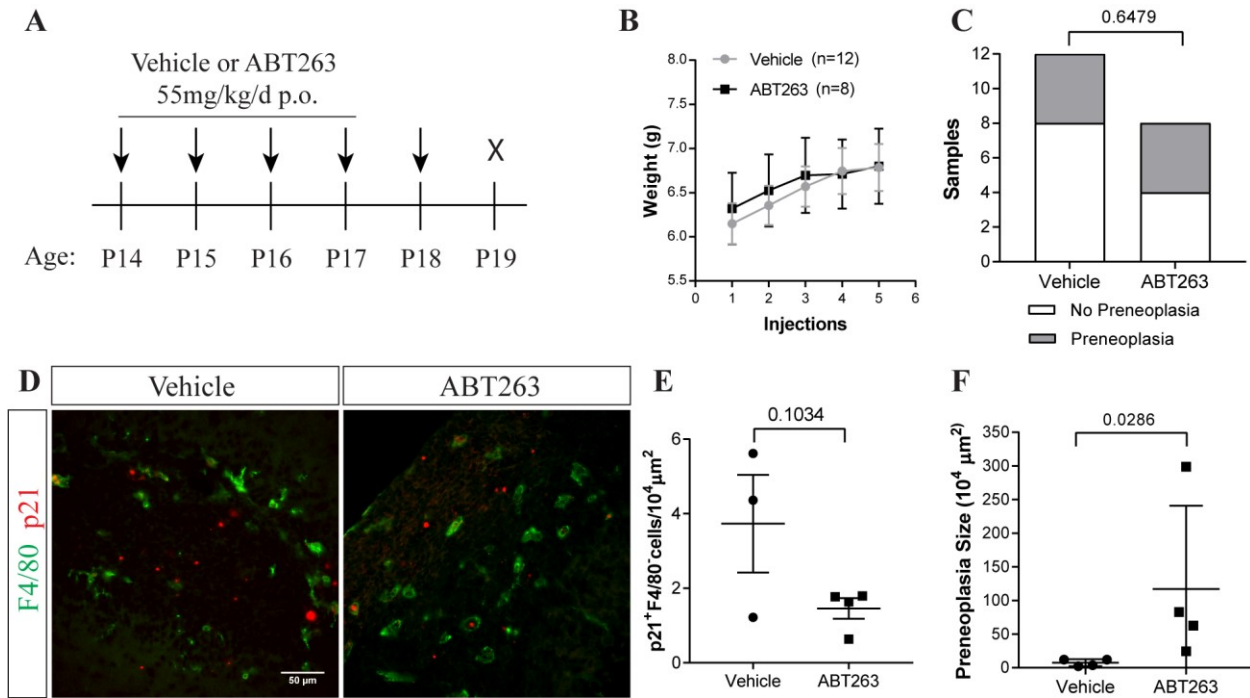 A
Vehicle or ABT263
55mg/kg/d p.o.
X
Age: P14 P15 P16 P17 P18 P19
B
Vehicle (n=12)
ABT263 (n=8)
8.0
7.5
7.0
6.5
6.0
5.5
Weight (g)
0 1 2 3 4 5 6
Injections
C
0.6479
12
10
8
6
4
2
0
Samples
Vehicle ABT263
No Preneoplasia
Preneoplasia
D
Vehicle ABT263
F4/80 p21
50 µm
E
0.1034
6
4
2
0
p21⁺F4/80⁻cells/10⁴µm²
Vehicle ABT263
F
0.0286
350
300
250
200
150
100
50
0
Preneoplasia Size (10⁴ µm²)
Vehicle ABT263